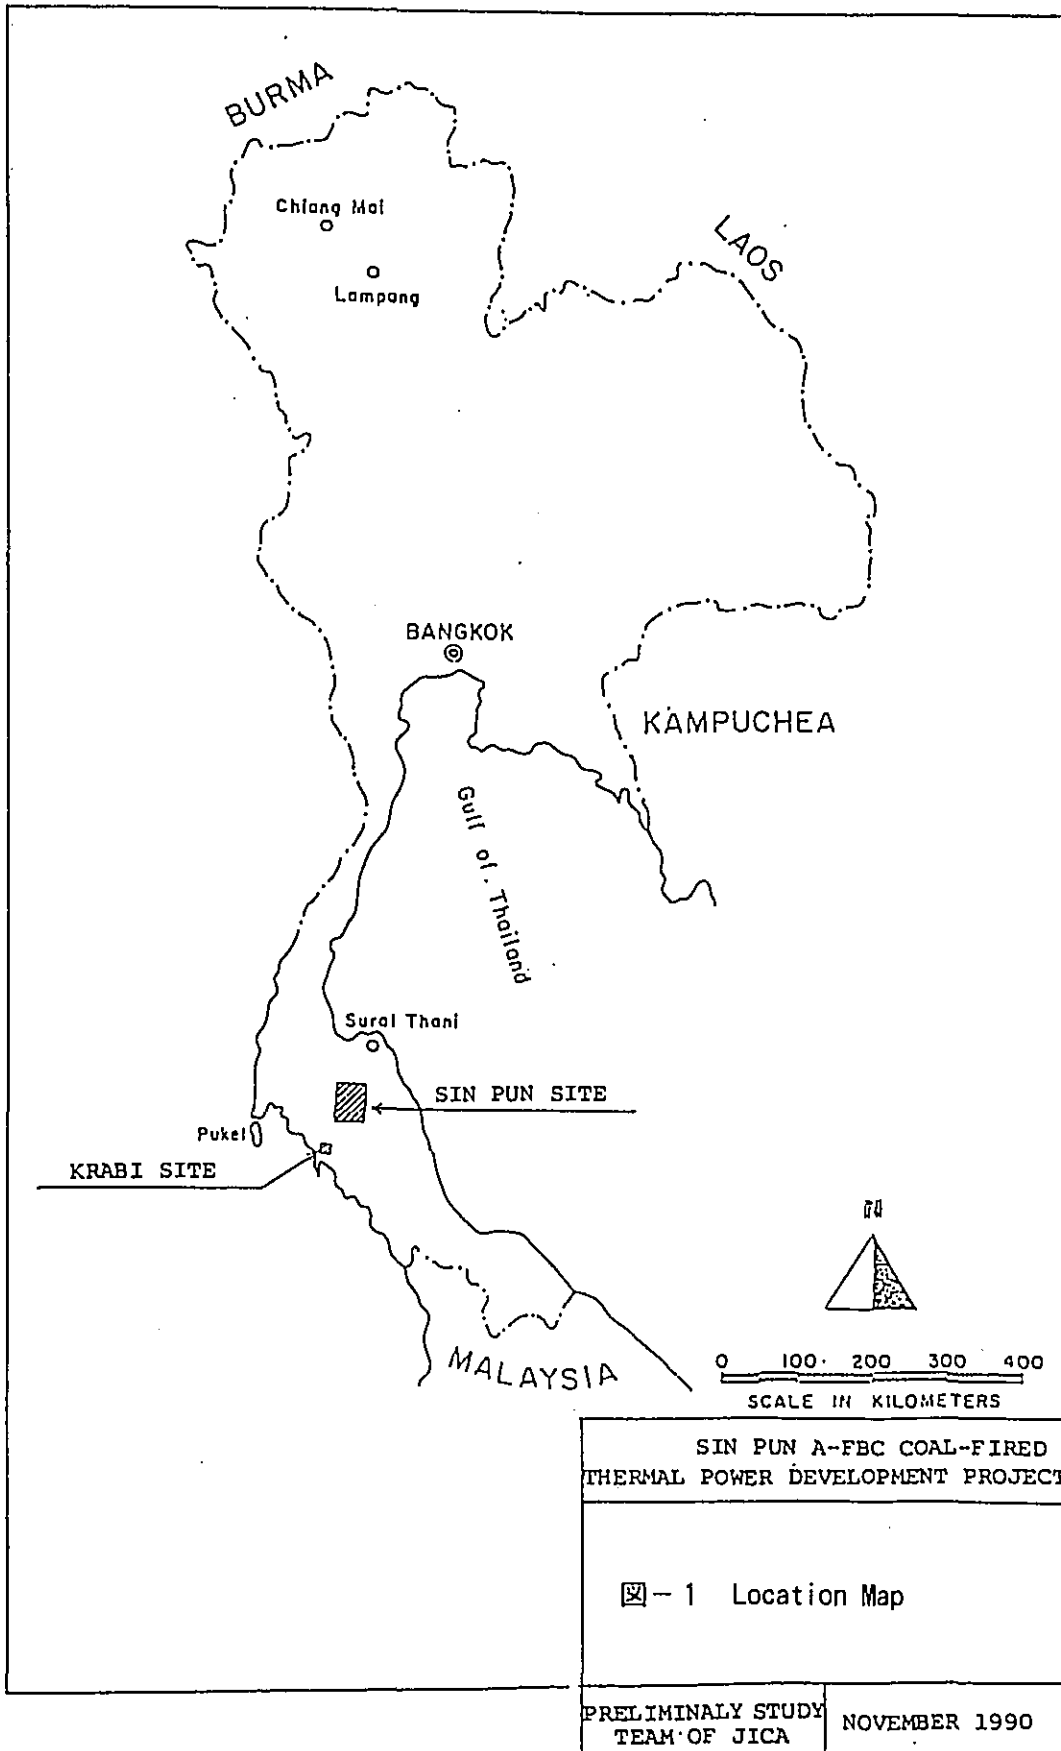 BURMA
Chiang Mai
LAOS
Lampang
BANGKOK
KAMPUCHEA
Gulf of Thailand
Surat Thani
SIN PUN SITE
Puket
KRABI SITE
MALAYSIA
0 100 200 300 400
SCALE IN KILOMETERS
SIN PUN A-FBC COAL-FIRED
THERMAL POWER DEVELOPMENT PROJECT
図-1 Location Map
PRELIMINALY STUDY
TEAM OF JICA
NOVEMBER 1990